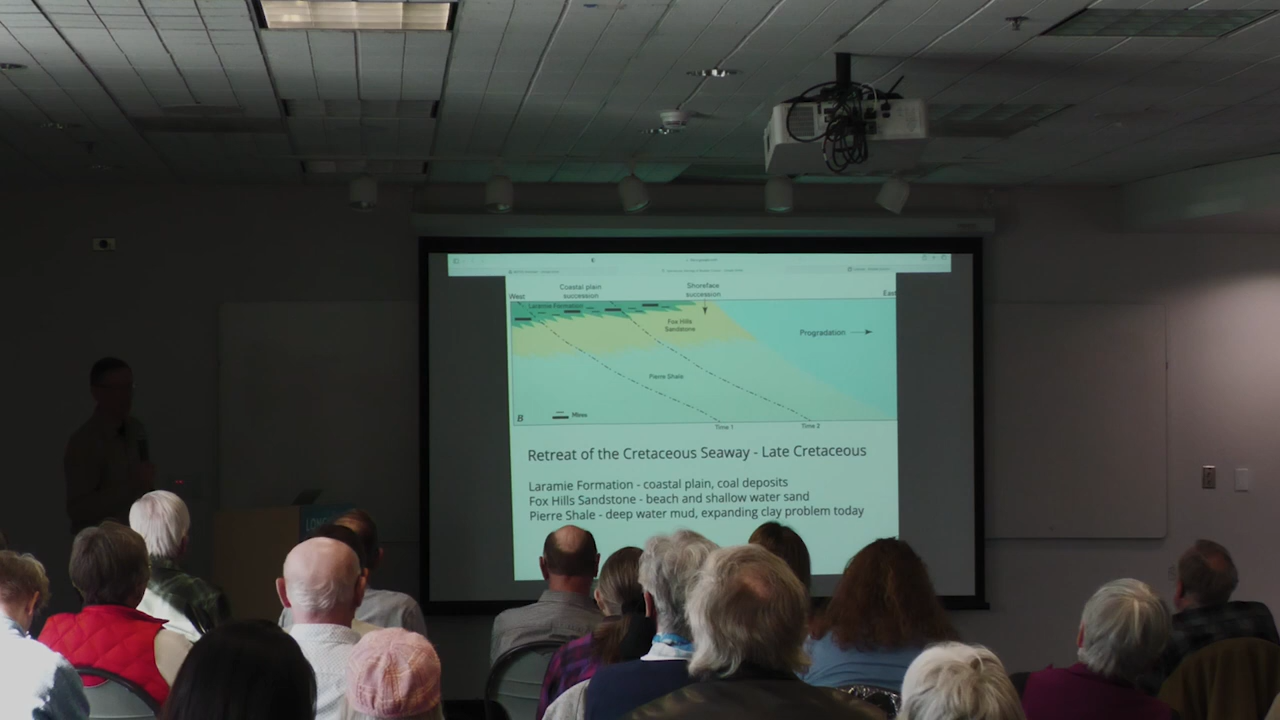 Coastal plain
succession
Shoreface
succession
West
East
Laramie Formation
Fox Hills
Sandstone
Progradation
Pierre Shale
B
Mires
Time 1
Time 2
Retreat of the Cretaceous Seaway - Late Cretaceous
Laramie Formation - coastal plain, coal deposits
Fox Hills Sandstone - beach and shallow water sand
Pierre Shale - deep water mud, expanding clay problem today